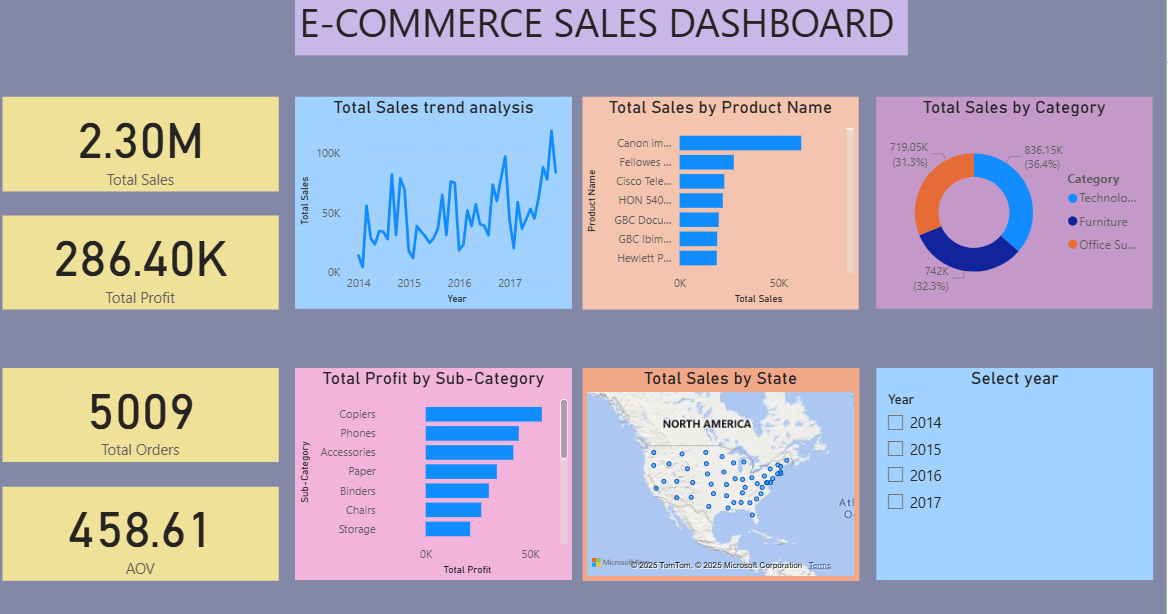 E-COMMERCE SALES DASHBOARD
2.30M
Total Sales
286.40K
Total Profit
Total Sales trend analysis
Total Sales
100K
50K
0K
2014
2015
2016
2017
Year
Total Sales by Product Name
Product Name
Canon im...
Fellowes ...
Cisco Tele...
HON 540...
GBC Docu...
GBC Ibim...
Hewlett P...
0K
50K
Total Sales
Total Sales by Category
719.05K
(31.3%)
836.15K
(36.4%)
742K
(32.3%)
Category
Technolo...
Furniture
Office Su...
5009
Total Orders
458.61
AOV
Total Profit by Sub-Category
Sub-Category
Copiers
Phones
Accessories
Paper
Binders
Chairs
Storage
0K
50K
Total Profit
Total Sales by State
NORTH AMERICA
Atl
O
Microsoft
© 2025 TomTom, © 2025 Microsoft Corporation Terms
Select year
Year
2014
2015
2016
2017